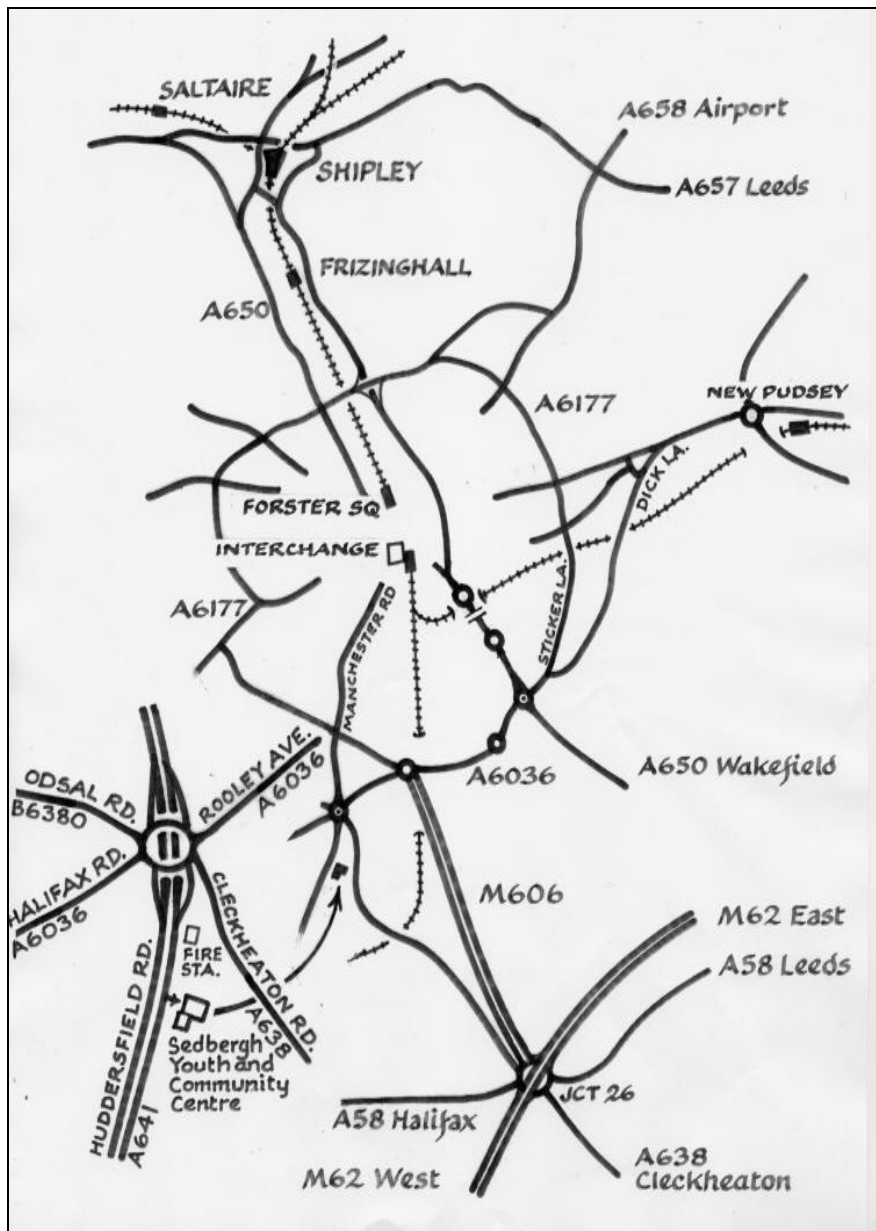 SALTAIRE
A658 Airport
SHIPLEY
A657 Leeds
FRIZINGHALL
A650
NEW PUDSEY
A6177
DICK LA.
FORSTER SQ
INTERCHANGE
A6177
MANCHESTER RD
STICKER LA.
ODSAL RD.
B6380
ROOLEY AVE.
A6036
A6036
A650 Wakefield
HALIFAX RD.
A6036
CLECKHEATON RD.
A638
M606
M62 East
FIRE
STA.
A58 Leeds
HUDDERSFIELD RD.
A641
Sedbergh
Youth and
Community
Centre
A58 Halifax
JCT 26
M62 West
A638
Cleckheaton